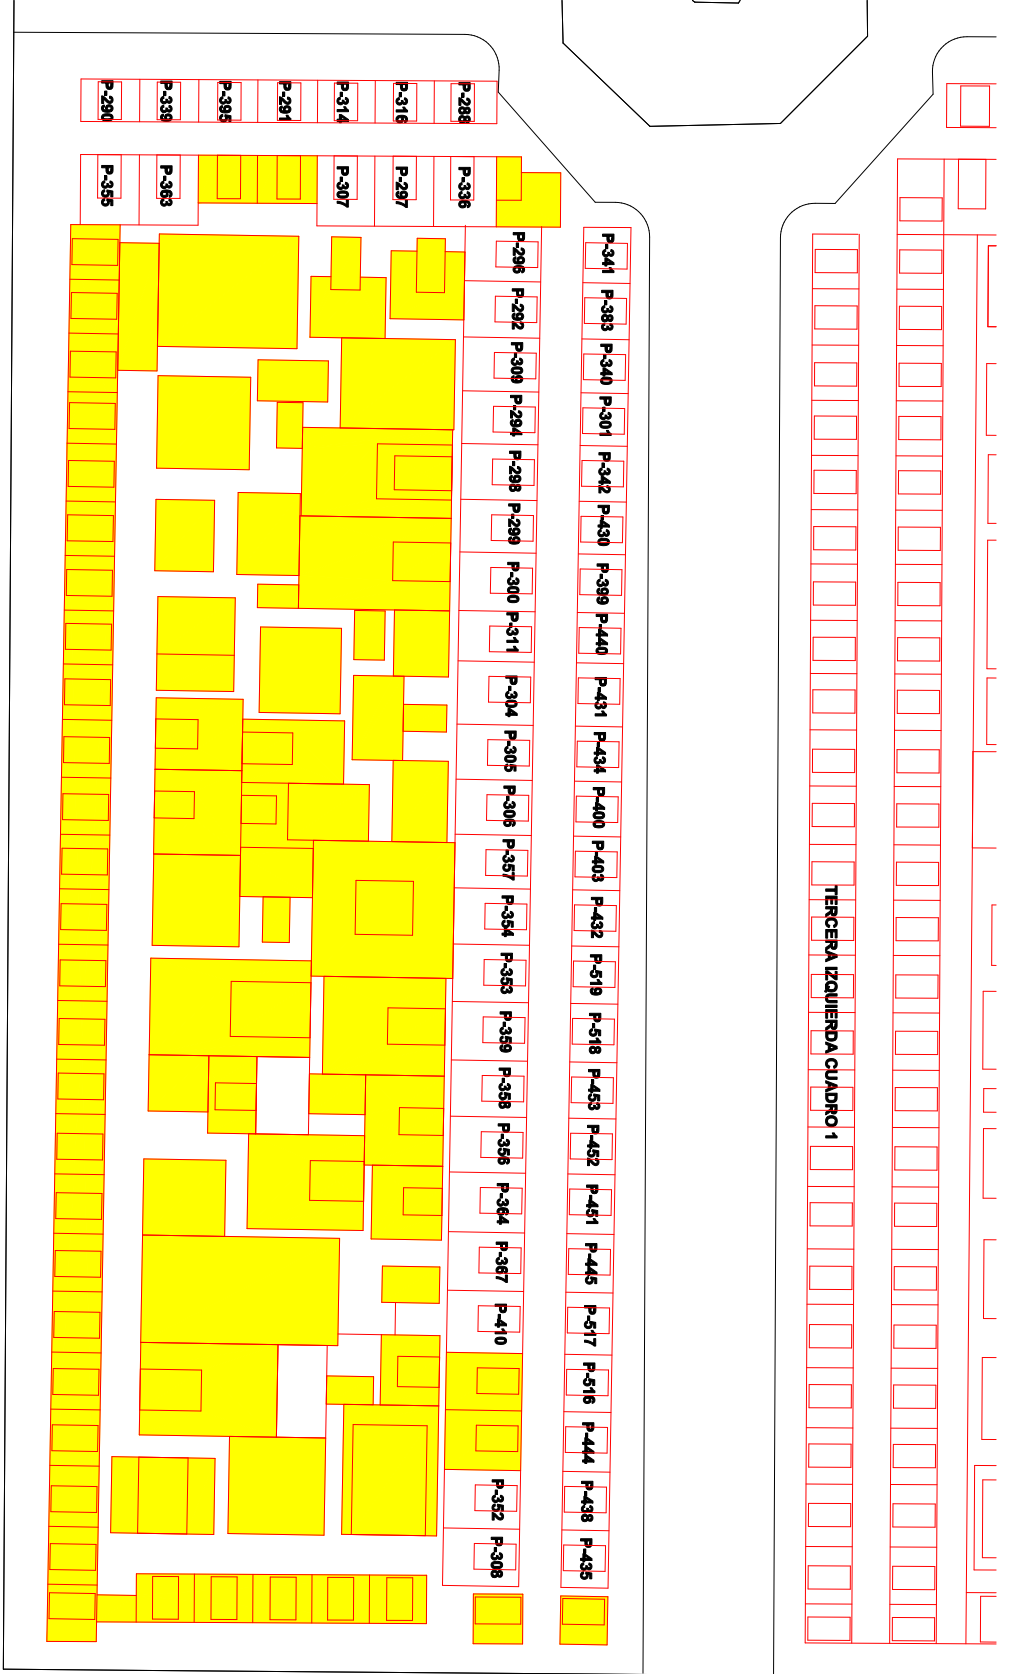 P-290 P-339 P-395 P-291 P-314 P-316 P-288
P-355 P-363 P-307 P-297 P-336
P-296 P-341
P-292 P-383
P-309 P-340
P-294 P-301
P-298 P-342
P-299 P-430
P-300 P-399
P-311 P-440
P-304 P-431
P-305 P-434
P-306 P-400
P-357 P-403
P-354 P-432
P-353 P-519
P-359 P-518
P-358 P-453
P-356 P-452
P-364 P-451
P-367 P-445
P-410 P-517
P-516
P-444
P-352 P-438
P-308 P-435
TERCERA IZQUIERDA CUADRO 1